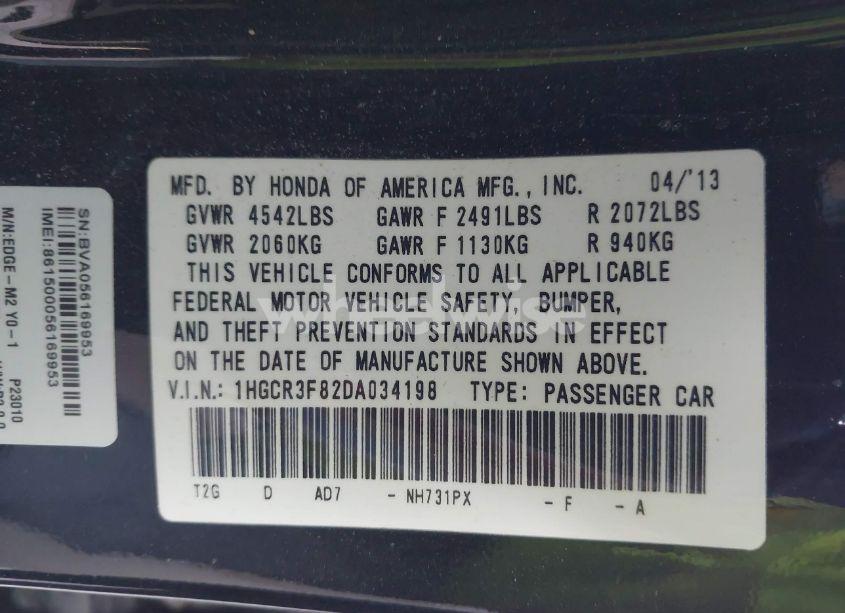 MFD. BY HONDA OF AMERICA MFG., INC. 04/'13
GVWR 4542LBS GAWR F 2491LBS R 2072LBS
GVWR 2060KG GAWR F 1130KG R 940KG
THIS VEHICLE CONFORMS TO ALL APPLICABLE
FEDERAL MOTOR VEHICLE SAFETY, BUMPER,
AND THEFT PREVENTION STANDARDS IN EFFECT
ON THE DATE OF MANUFACTURE SHOWN ABOVE.
V.I.N.: 1HGCR3F82DA034198 TYPE: PASSENGER CAR
T2G D AD7 - NH731PX - F - A
wheelwise
SN:BVA056169953
IMEI:861500056169953
M/N:EDGE-M2 Y0-1 P23010